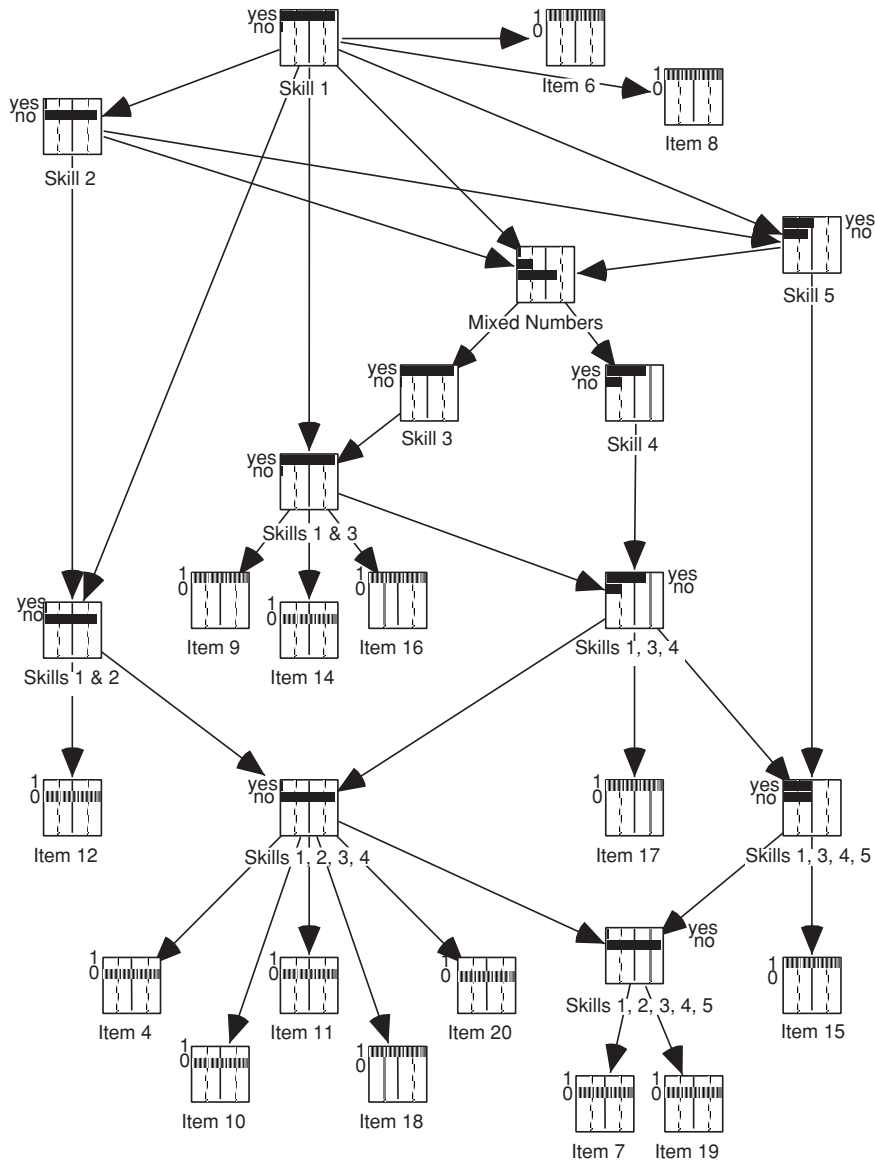 yes
no
Skill 1
1
0
Item 6
1
0
Item 8
yes
no
Skill 2
yes
no
Skill 5
Mixed Numbers
yes
no
Skill 3
yes
no
Skill 4
yes
no
Skills 1 & 3
1
0
Item 9
1
0
Item 14
1
0
Item 16
yes
no
Skills 1, 3, 4
yes
no
Skills 1 & 2
1
0
Item 12
yes
no
Skills 1, 2, 3, 4
1
0
Item 17
yes
no
Skills 1, 3, 4, 5
1
0
Item 4
1
0
Item 10
1
0
Item 11
1
0
Item 18
1
0
Item 20
yes
no
Skills 1, 2, 3, 4, 5
1
0
Item 15
1
0
Item 7
1
0
Item 19